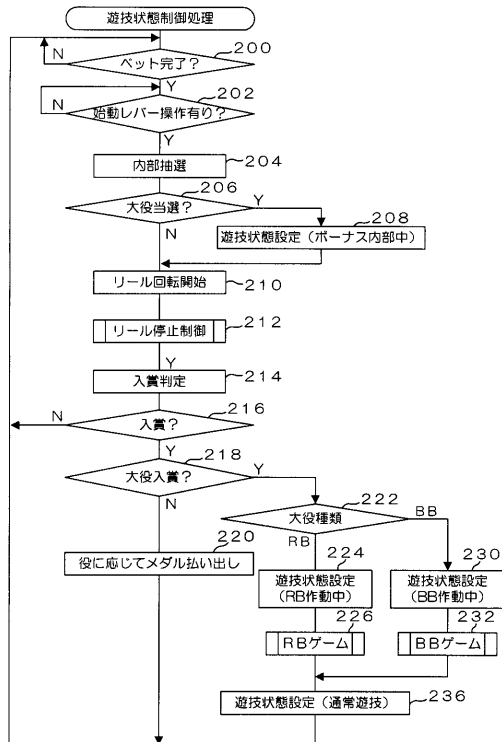 遊技状態制御処理
N
ベット完了？
200
Y
N
始動レバー操作有り？
202
Y
内部抽選
204
大役当選？
206
Y
N
遊技状態設定（ボーナス内部中）
208
リール回転開始
210
リール停止制御
212
Y
入賞判定
214
N
入賞？
216
Y
大役入賞？
218
Y
N
大役種類
222
BB
RB
役に応じてメダル払い出し
220
遊技状態設定
（RB作動中）
224
遊技状態設定
（BB作動中）
230
RBゲーム
226
BBゲーム
232
遊技状態設定（通常遊技）
236